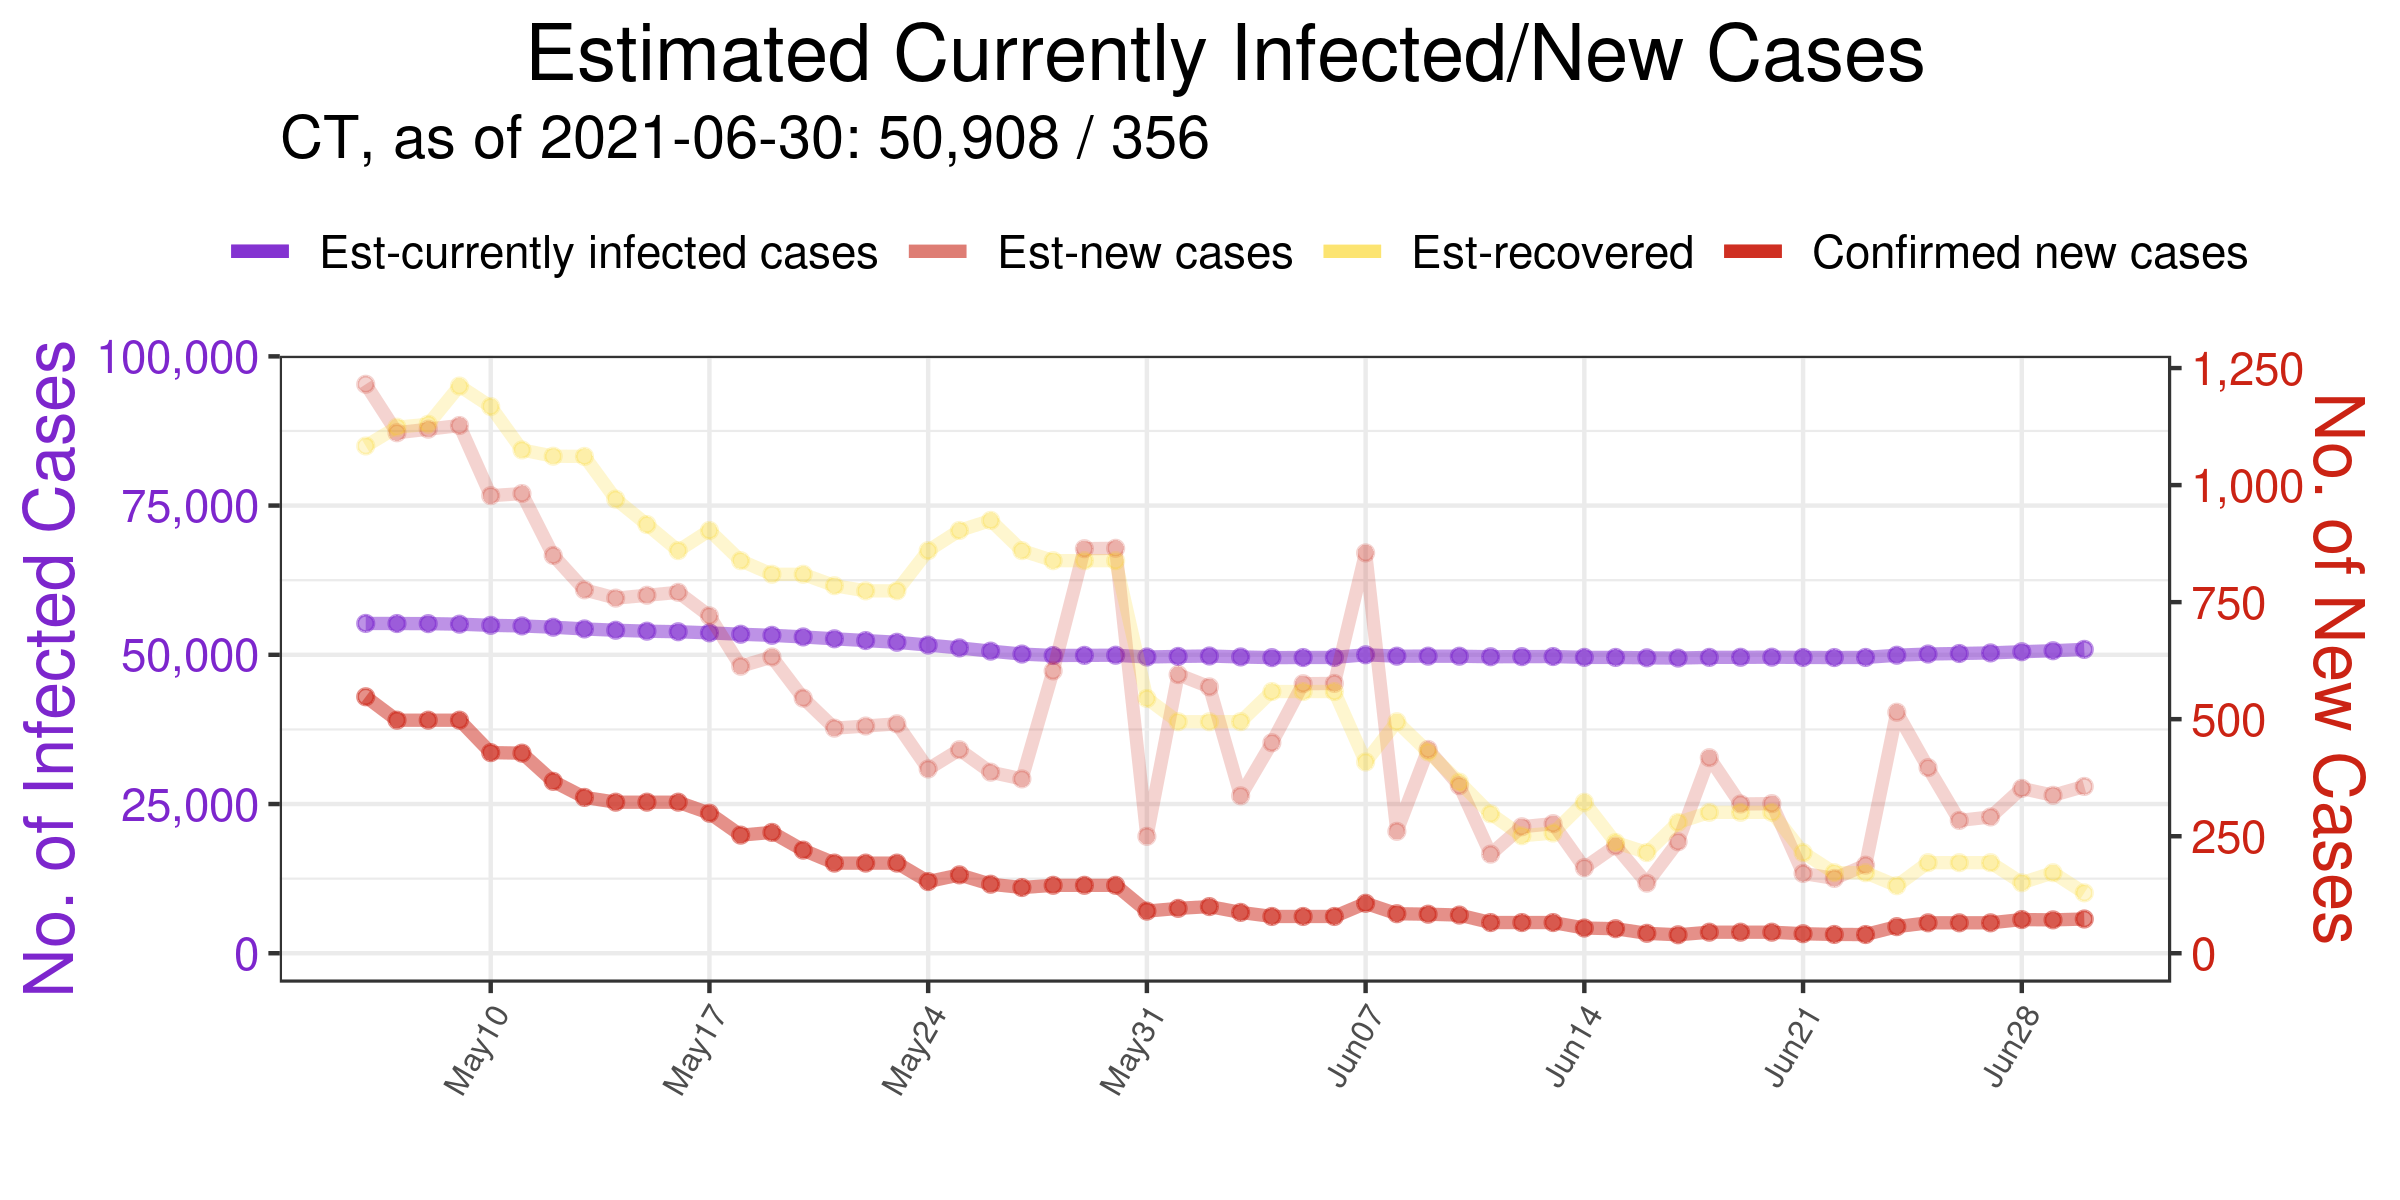 Estimated Currently Infected/New Cases
CT, as of 2021-06-30: 50,908 / 356
Est-currently infected cases Est-new cases Est-recovered Confirmed new cases
No. of Infected Cases
100,000
75,000
50,000
25,000
0
1,250
1,000
750
500
250
0
No. of New Cases
May10 May17 May24 May31 Jun07 Jun14 Jun21 Jun28